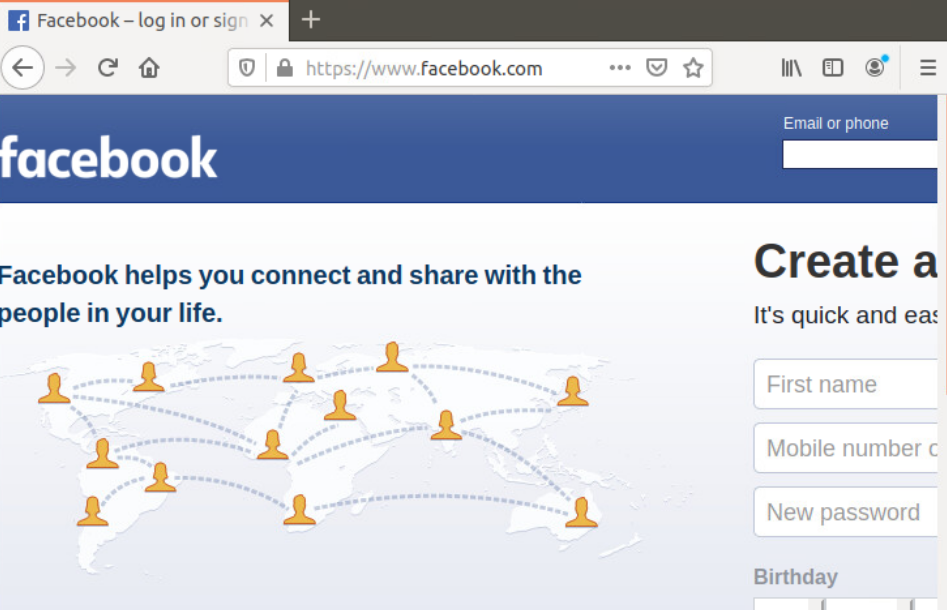 Facebook – log in or sign
https://www.facebook.com
Email or phone
facebook
Facebook helps you connect and share with the
people in your life.
Create a
It's quick and eas
First name
Mobile number o
New password
Birthday